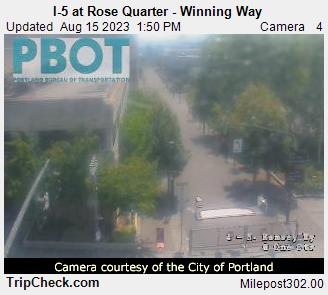 I-5 at Rose Quarter - Winning Way
Updated Aug 15 2023 1:50 PM Camera 4
PBOT
PORTLAND BUREAU OF TRANSPORTATION
Camera courtesy of the City of Portland
TripCheck.com Milepost302.00